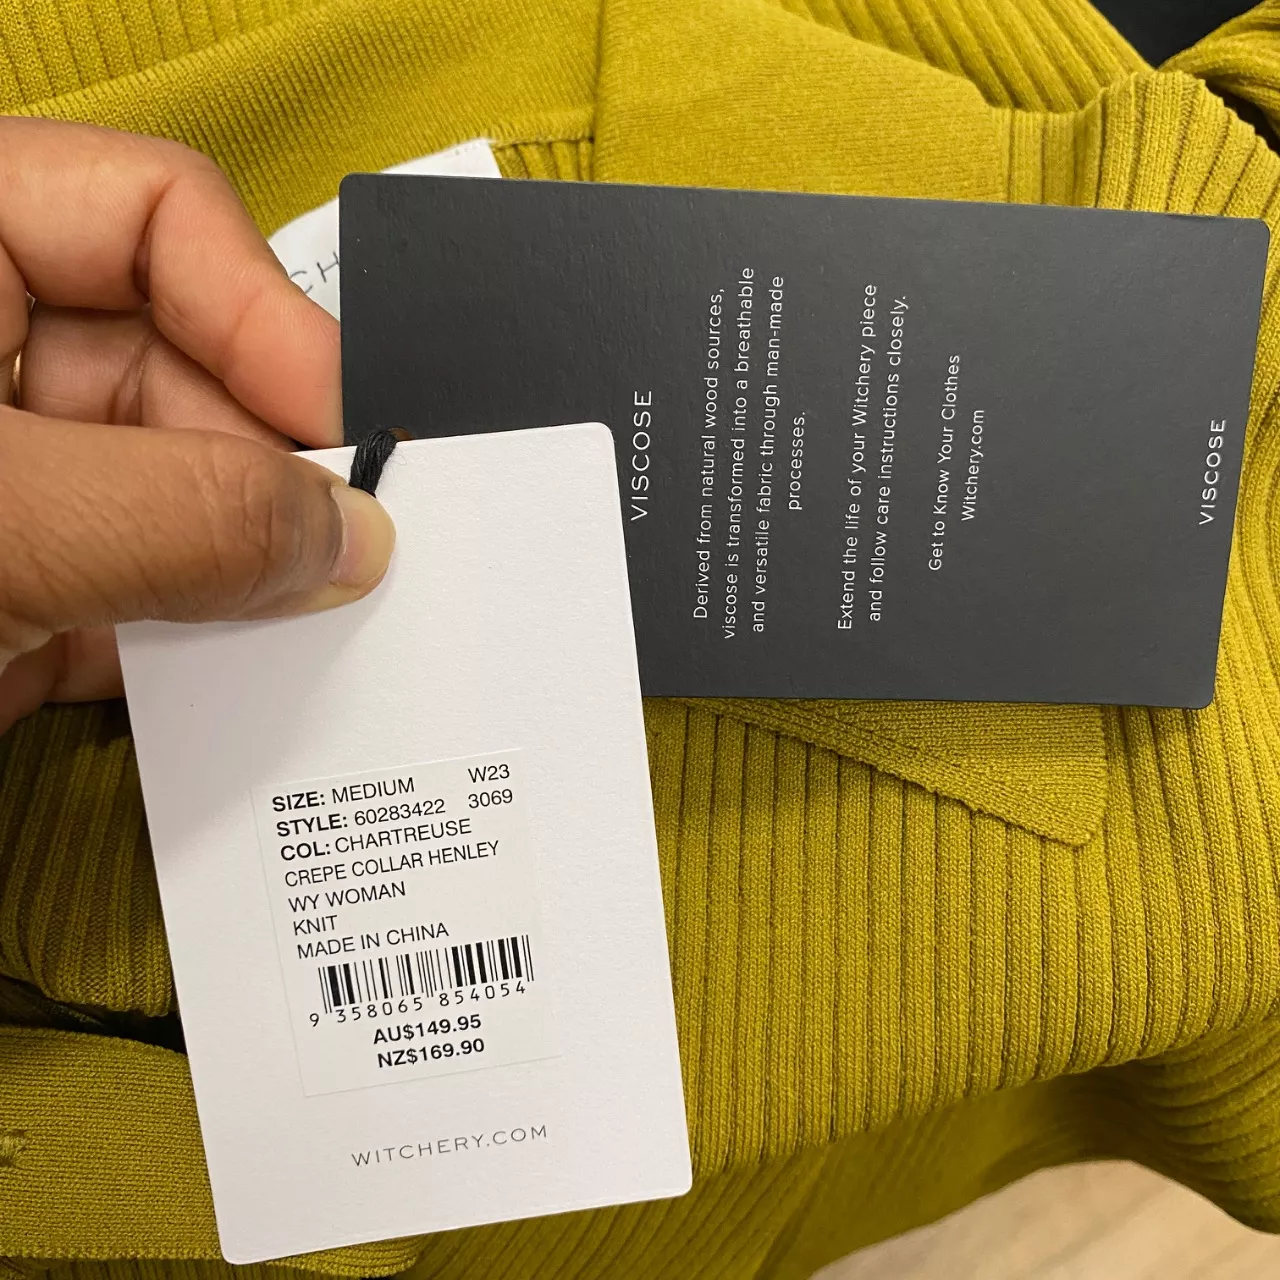 CH
VISCOSE
Derived from natural wood sources,
viscose is transformed into a breathable
and versatile fabric through man-made
processes.
Extend the life of your Witchery piece
and follow care instructions closely.
Get to Know Your Clothes
Witchery.com
VISCOSE
SIZE: MEDIUM W23
STYLE: 60283422 3069
COL: CHARTREUSE
CREPE COLLAR HENLEY
WY WOMAN
KNIT
MADE IN CHINA
9 358065 854054
AU$149.95
NZ$169.90
WITCHERY.COM